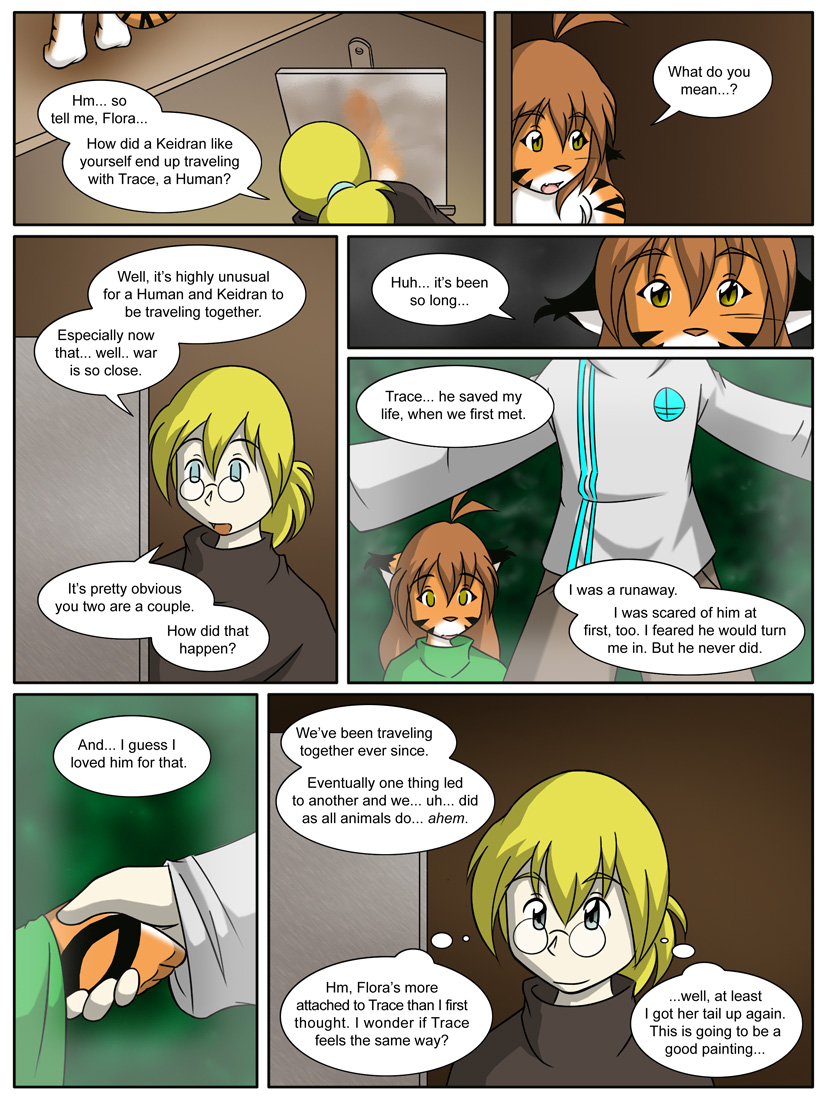 Hm... so
tell me, Flora...
How did a Keidran like
yourself end up traveling
with Trace, a Human?
What do you
mean...?
Well, it's highly unusual
for a Human and Keidran to
be traveling together.
Especially now
that... well.. war
is so close.
It's pretty obvious
you two are a couple.
How did that
happen?
Huh... it's been
so long...
Trace... he saved my
life, when we first met.
I was a runaway.
I was scared of him at
first, too. I feared he would turn
me in. But he never did.
And... I guess I
loved him for that.
We've been traveling
together ever since.
Eventually one thing led
to another and we... uh... did
as all animals do... ahem.
Hm, Flora's more
attached to Trace than I first
thought. I wonder if Trace
feels the same way?
...well, at least
I got her tail up again.
This is going to be a
good painting...